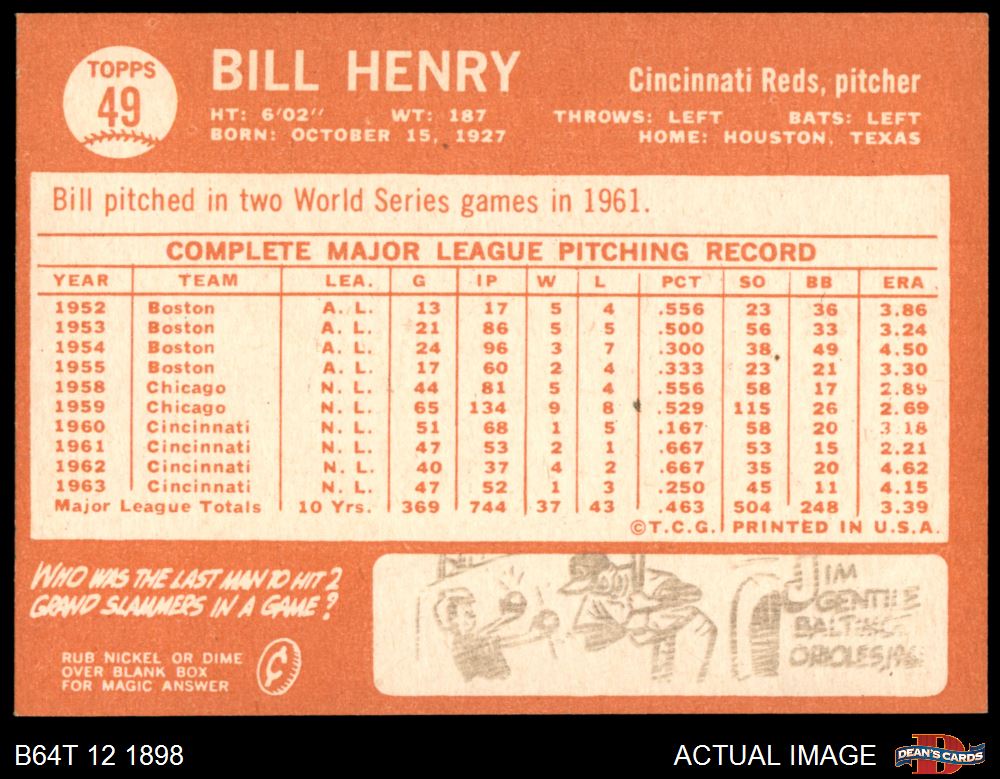 TOPPS
49
BILL HENRY
Cincinnati Reds, pitcher
HT: 6'02" WT: 187
THROWS: LEFT BATS: LEFT
BORN: OCTOBER 15, 1927
HOME: HOUSTON, TEXAS
Bill pitched in two World Series games in 1961.
COMPLETE MAJOR LEAGUE PITCHING RECORD
YEAR TEAM LEA. G IP W L PCT SO BB ERA
1952 Boston A. L. 13 17 5 4 .556 23 36 3.86
1953 Boston A. L. 21 86 5 5 .500 56 33 3.24
1954 Boston A. L. 24 96 3 7 .300 38 49 4.50
1955 Boston A. L. 17 60 2 4 .333 23 21 3.30
1958 Chicago N. L. 44 81 5 4 .556 58 17 2.89
1959 Chicago N. L. 65 134 9 8 .529 115 26 2.69
1960 Cincinnati N. L. 51 68 1 5 .167 58 20 3.18
1961 Cincinnati N. L. 47 53 2 1 .667 53 15 2.21
1962 Cincinnati N. L. 40 37 4 2 .667 35 20 4.62
1963 Cincinnati N. L. 47 52 1 3 .250 45 11 4.15
Major League Totals 10 Yrs. 369 744 37 43 .463 504 248 3.39
©T.C.G. PRINTED IN U.S.A.
WHO WAS THE LAST MAN TO HIT 2
GRAND SLAMMERS IN A GAME?
RUB NICKEL OR DIME
OVER BLANK BOX
FOR MAGIC ANSWER
JIM
GENTILE
BALTIMORE
ORIOLES,
B64T 12 1898
ACTUAL IMAGE
DEAN'S CARDS